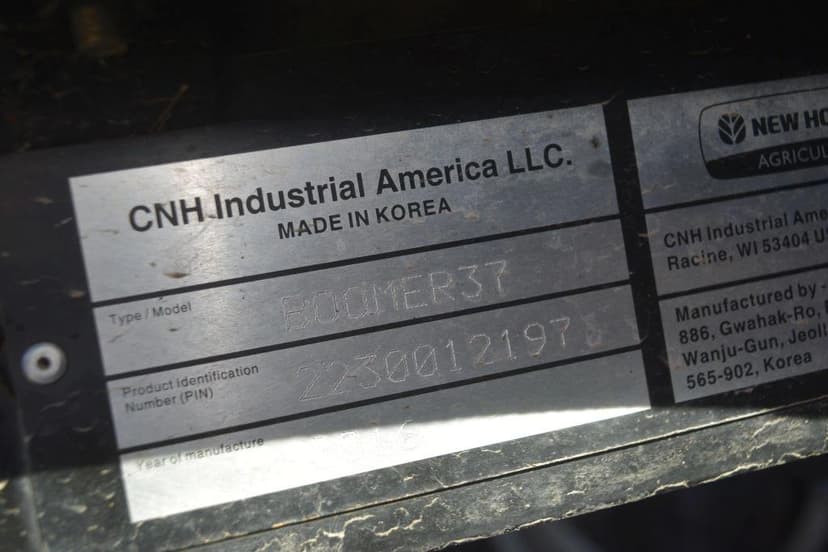 CNH Industrial America LLC.
MADE IN KOREA
Type / Model BOOMER37
Product Identification
Number (PIN)
Year of manufacture
NEW HO
AGRICUL
CNH Industrial Ame
Racine, WI 53404 US
Manufactured by -
886, Gwahak-Ro,
Wanju-Gun, Jeoll
565-902, Korea